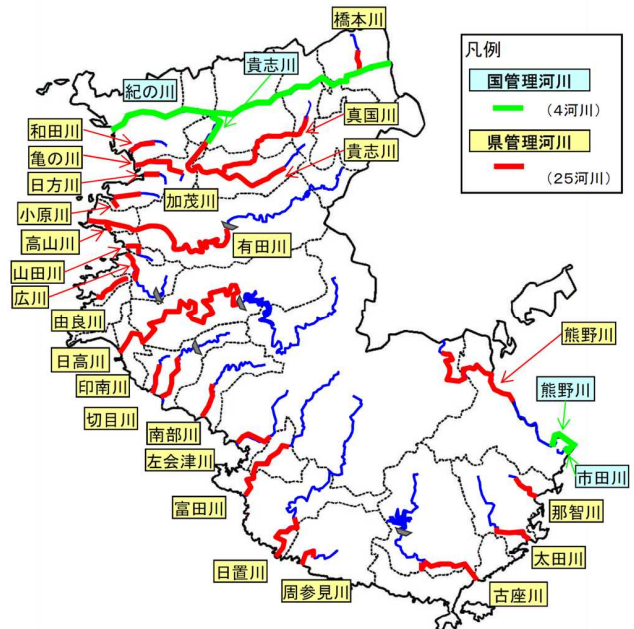 橋本川
貴志川
紀の川
凡例
国管理河川
(4河川)
県管理河川
(25河川)
和田川
真国川
亀の川
貴志川
日方川
加茂川
小原川
高山川
有田川
山田川
広川
由良川
日高川
熊野川
印南川
熊野川
切目川
南部川
左会津川
市田川
富田川
那智川
太田川
日置川
周参見川
古座川